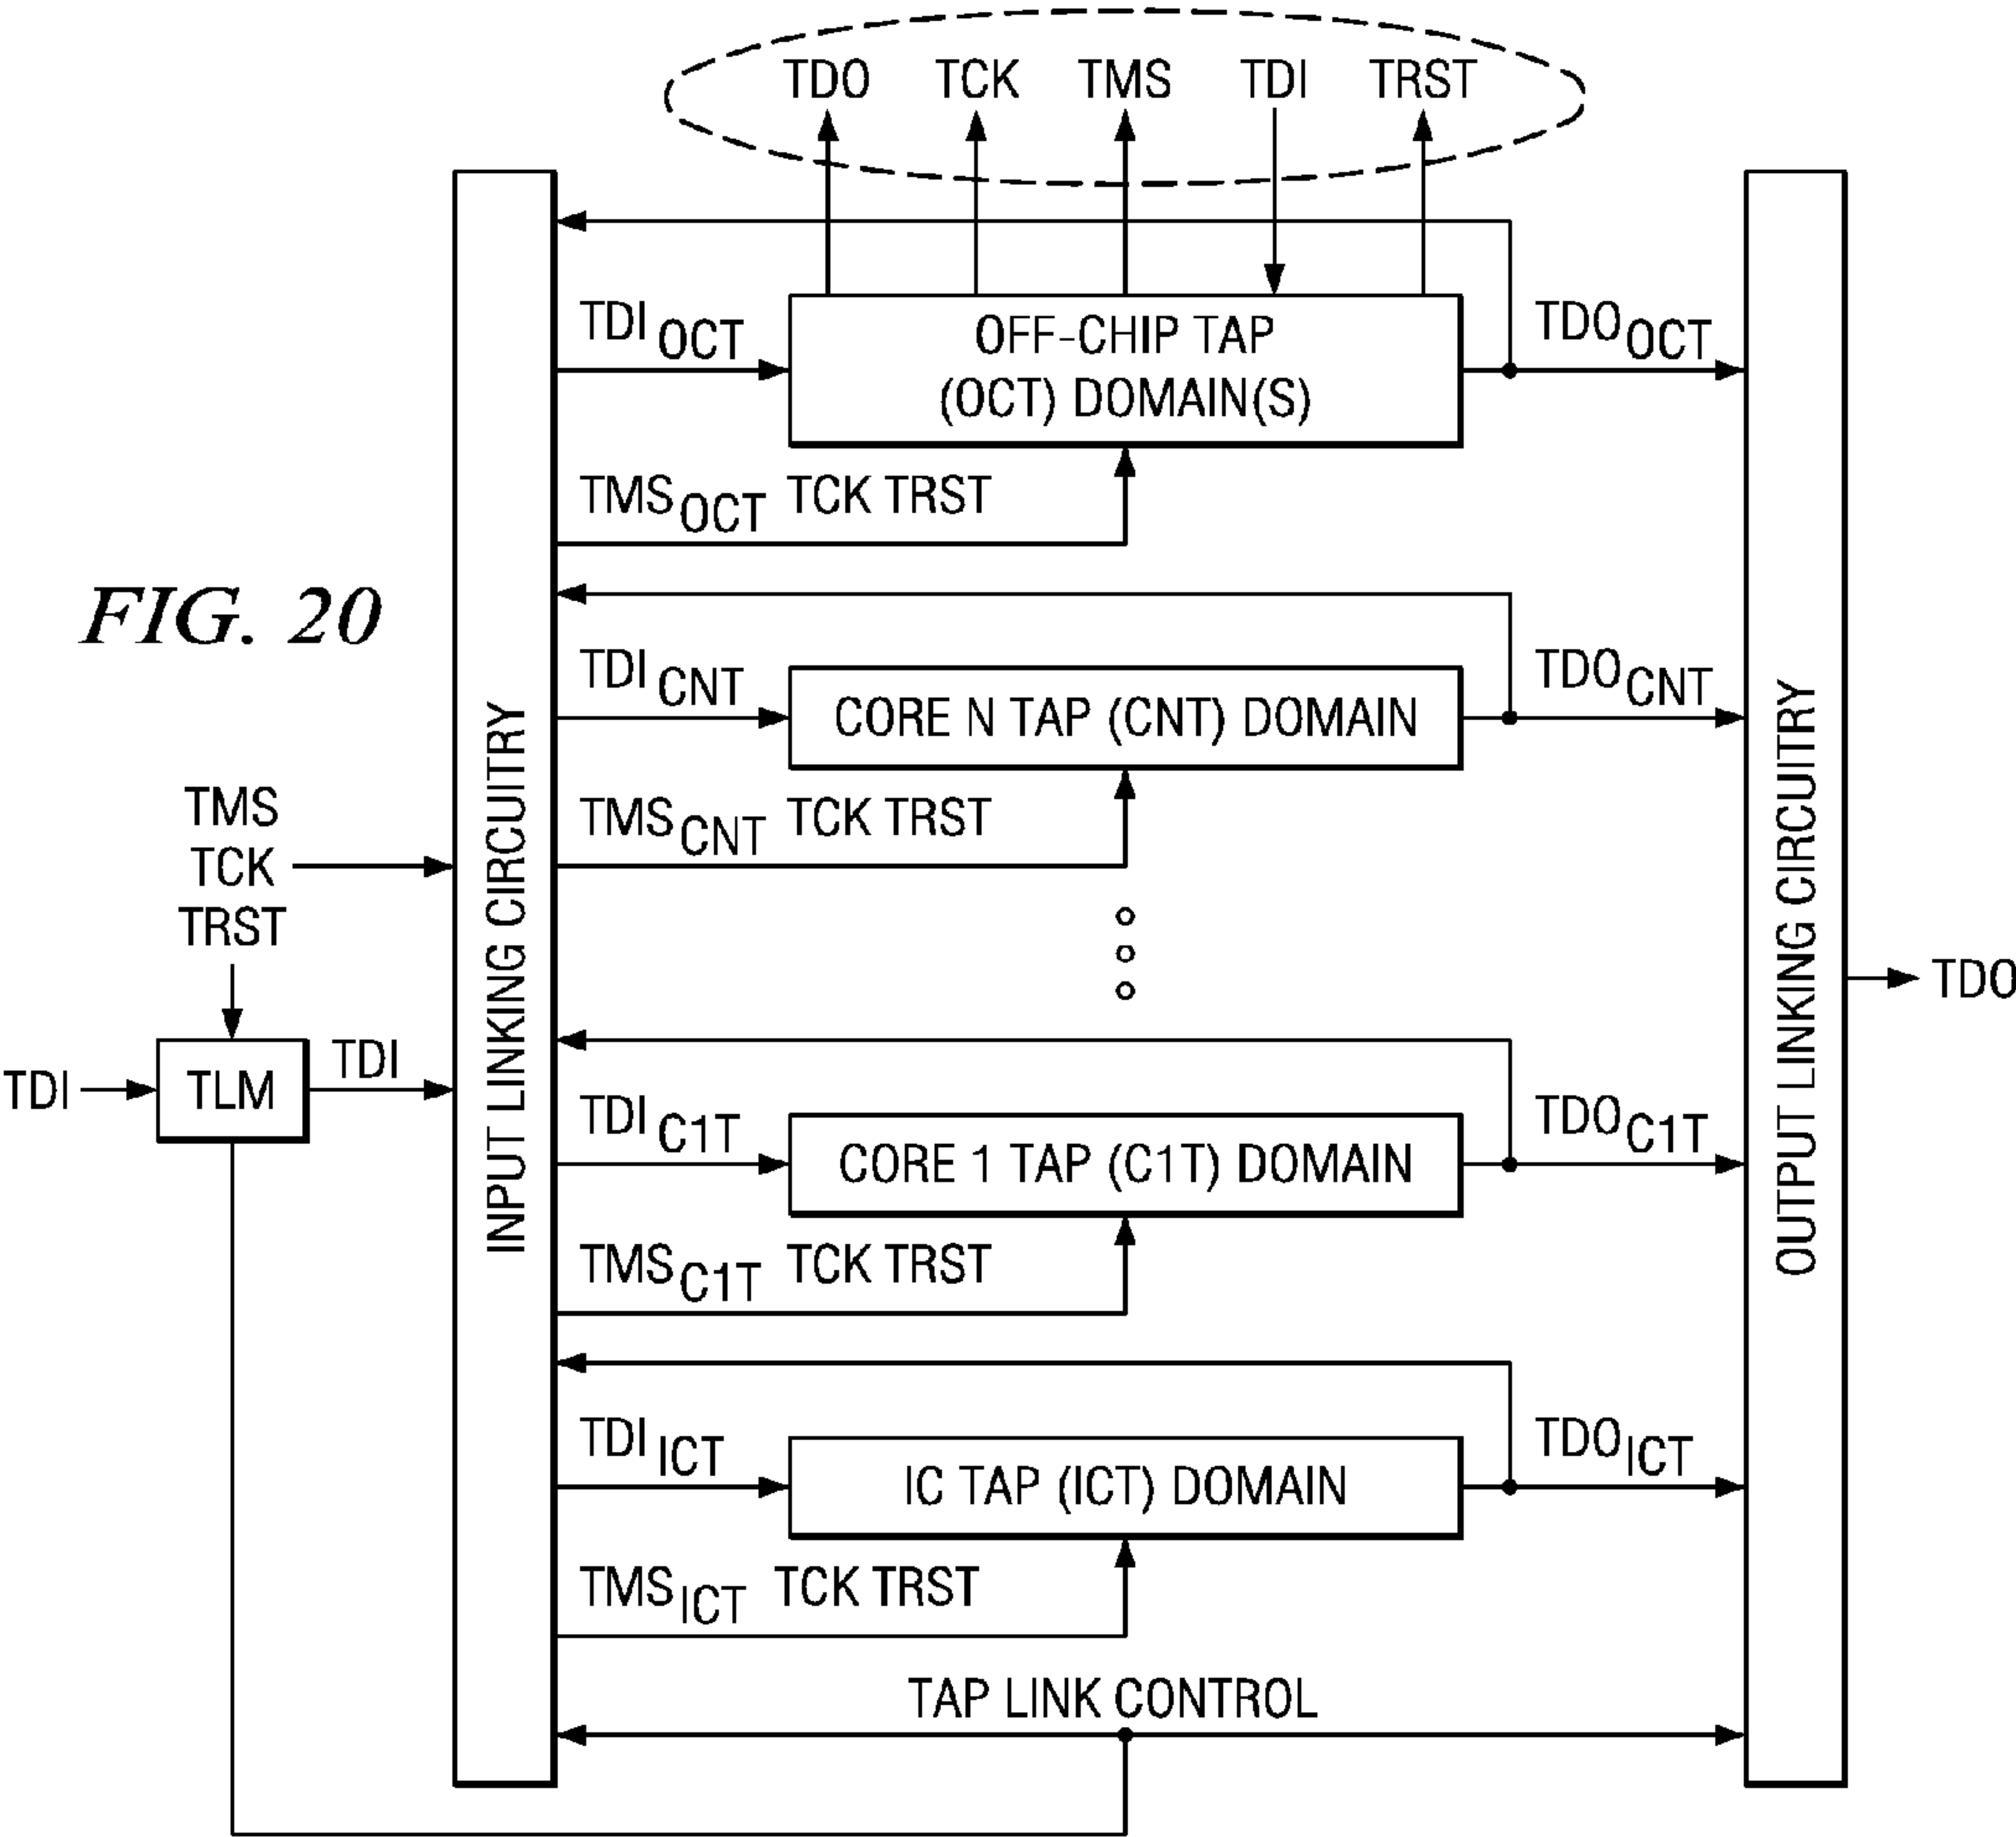 TDO TCK TMS TDI TRST
TDI OCT
OFF-CHIP TAP
(OCT) DOMAIN(S)
TDO OCT
TMS OCT TCK TRST
FIG. 20
TDI CNT
CORE N TAP (CNT) DOMAIN
TDO CNT
TMS CNT TCK TRST
TMS
TCK
TRST
INPUT LINKING CIRCUITRY
OUTPUT LINKING CIRCUITRY
TDO
TDI
TLM
TDI
TDI C1T
CORE 1 TAP (C1T) DOMAIN
TDO C1T
TMS C1T TCK TRST
TDI ICT
IC TAP (ICT) DOMAIN
TDO ICT
TMS ICT TCK TRST
TAP LINK CONTROL